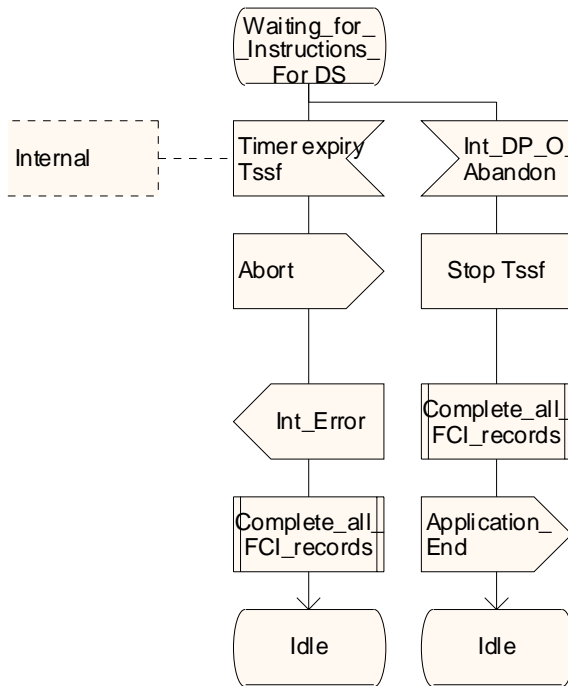 Waiting_for_
_Instructions_
For DS
Internal
Timer expiry
Tssf
Int_DP_O_
Abandon
Abort
Stop Tssf
Int_Error
Complete_all_
FCI_records
Complete_all_
FCI_records
Application_
End
Idle
Idle